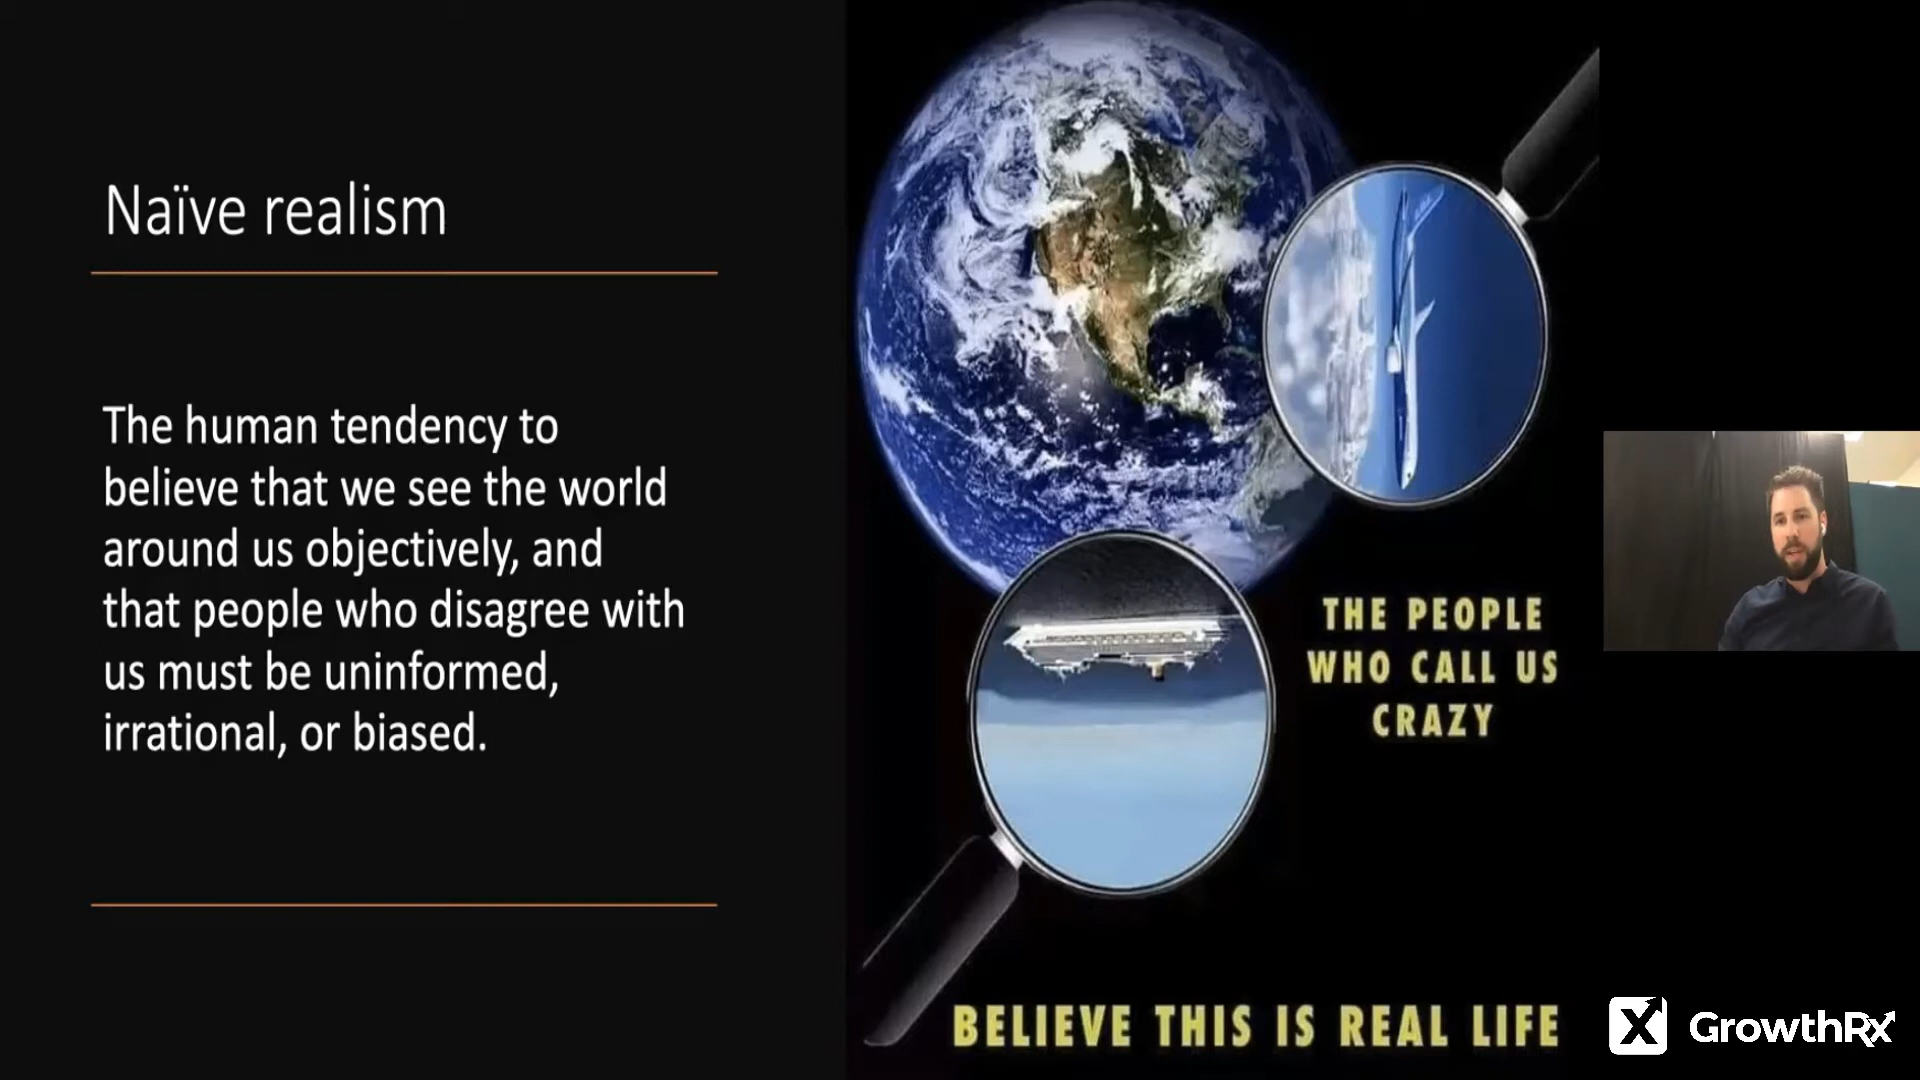 Naïve realism
The human tendency to
believe that we see the world
around us objectively, and
that people who disagree with
us must be uninformed,
irrational, or biased.
THE PEOPLE
WHO CALL US
CRAZY
BELIEVE THIS IS REAL LIFE
X GrowthRx